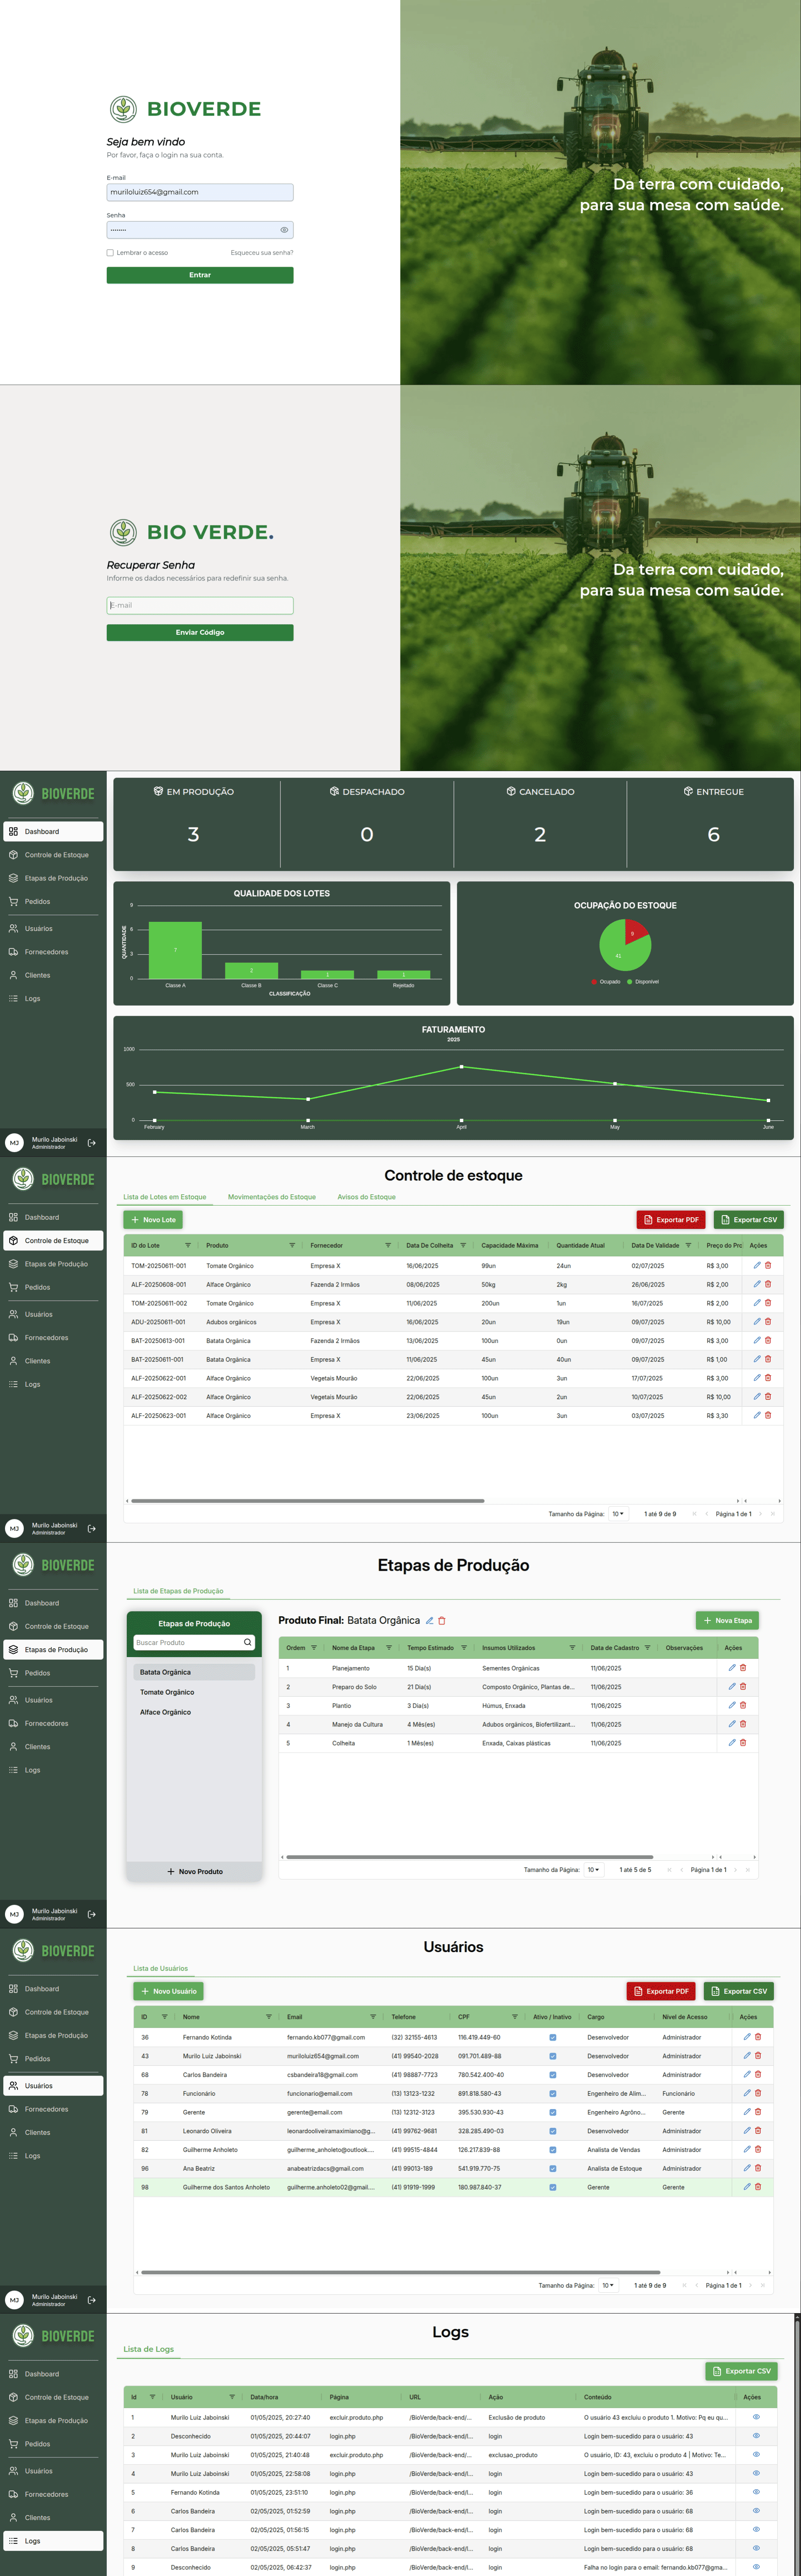 BIOVERDE
Seja bem vindo
Por favor, faça o login na sua conta.
E-mail
muriloluiz654@gmail.com
Senha
Lembrar o acesso Esqueceu sua senha?
Entrar
Da terra com cuidado,
para sua mesa com saúde.
BIO VERDE.
Recuperar Senha
Informe os dados necessários para redefinir sua senha.
E-mail
Enviar Código
Da terra com cuidado,
para sua mesa com saúde.
BIOVERDE
Dashboard
Controle de Estoque
Etapas de Produção
Pedidos
Usuários
Fornecedores
Clientes
Logs
Murilo Jaboinski
Administrador
MJ
EM PRODUÇÃO DESPACHADO CANCELADO ENTREGUE
3 0 2 6
QUALIDADE DOS LOTES
QUANTIDADE
9
6
3
0
7 2 1 1
Classe A Classe B Classe C Rejeitado
CLASSIFICAÇÃO
OCUPAÇÃO DO ESTOQUE
9
41
Ocupado Disponível
FATURAMENTO
2025
1000
500
0
February March April May June
BIOVERDE
Dashboard
Controle de Estoque
Etapas de Produção
Pedidos
Usuários
Fornecedores
Clientes
Logs
MJ
Murilo Jaboinski
Administrador
Controle de estoque
Lista de Lotes em Estoque Movimentações do Estoque Avisos do Estoque
Novo Lote Exportar PDF Exportar CSV
ID do Lote Produto Fornecedor Data De Colheita Capacidade Máxima Quantidade Atual Data De Validade Preço do Pro Ações
TOM-20250611-001 Tomate Orgânico Empresa X 16/06/2025 99un 24un 02/07/2025 R$ 3,00
ALF-20250608-001 Alface Orgânico Fazenda 2 Irmãos 08/06/2025 50kg 2kg 26/06/2025 R$ 2,00
TOM-20250611-002 Tomate Orgânico Empresa X 11/06/2025 200un 1un 16/07/2025 R$ 2,00
ADU-20250611-001 Adubos orgânicos Empresa X 16/06/2025 20un 19un 09/07/2025 R$ 10,00
BAT-20250613-001 Batata Orgânica Fazenda 2 Irmãos 13/06/2025 100un 0un 09/07/2025 R$ 3,00
BAT-20250611-001 Batata Orgânica Empresa X 11/06/2025 45un 40un 09/07/2025 R$ 1,00
ALF-20250622-001 Alface Orgânico Vegetais Mourão 22/06/2025 100un 3un 17/07/2025 R$ 3,00
ALF-20250622-002 Alface Orgânico Vegetais Mourão 22/06/2025 45un 2un 10/07/2025 R$ 10,00
ALF-20250623-001 Alface Orgânico Empresa X 23/06/2025 100un 3un 03/07/2025 R$ 3,30
Tamanho da Página: 10 1 até 9 de 9 Página 1 de 1
BIOVERDE
Dashboard
Controle de Estoque
Etapas de Produção
Pedidos
Usuários
Fornecedores
Clientes
Logs
MJ
Murilo Jaboinski
Administrador
Etapas de Produção
Lista de Etapas de Produção
Etapas de Produção
Buscar Produto
Batata Orgânica
Tomate Orgânico
Alface Orgânico
Novo Produto
Produto Final: Batata Orgânica Nova Etapa
Ordem Nome da Etapa Tempo Estimado Insumos Utilizados Data de Cadastro Observações Ações
1 Planejamento 15 Dia(s) Sementes Orgânicas 11/06/2025
2 Preparo do Solo 21 Dia(s) Composto Orgânico, Plantas de... 11/06/2025
3 Plantio 3 Dia(s) Húmus, Enxada 11/06/2025
4 Manejo da Cultura 4 Mês(es) Adubos orgânicos, Biofertilizant... 11/06/2025
5 Colheita 1 Mês(es) Enxada, Caixas plásticas 11/06/2025
Tamanho da Página: 10 1 até 5 de 5 Página 1 de 1
BIOVERDE
Dashboard
Controle de Estoque
Etapas de Produção
Pedidos
Usuários
Fornecedores
Clientes
Logs
MJ
Murilo Jaboinski
Administrador
Usuários
Lista de Usuários
Novo Usuário Exportar PDF Exportar CSV
ID Nome Email Telefone CPF Ativo / Inativo Cargo Nível de Acesso Ações
36 Fernando Kotinda fernando.kb077@gmail.com (32) 32155-4613 116.419.449-60 Desenvolvedor Administrador
43 Murilo Luiz Jaboinski muriloluiz654@gmail.com (41) 99540-2028 091.701.489-88 Desenvolvedor Administrador
68 Carlos Bandeira csbandeira18@gmail.com (41) 98887-7723 780.542.400-40 Desenvolvedor Administrador
78 Funcionário funcionario@email.com (13) 13123-1232 891.818.580-43 Engenheiro de Alim... Funcionário
79 Gerente gerente@email.com (13) 12312-3123 395.530.930-43 Engenheiro Agrôno... Gerente
81 Leonardo Oliveira leonardooliveiramaximiano@g... (41) 99762-9681 328.285.490-03 Desenvolvedor Administrador
82 Guilherme Anholeto guilherme_anholeto@outlook.... (41) 99515-4844 126.217.839-88 Analista de Vendas Administrador
96 Ana Beatriz anabeatrizdacs@gmail.com (41) 99013-189 541.919.770-75 Analista de Estoque Administrador
98 Guilherme dos Santos Anholeto guilherme.anholeto02@gmail.... (41) 91919-1999 180.987.840-37 Gerente Gerente
Tamanho da Página: 10 1 até 9 de 9 Página 1 de 1
BIOVERDE
Dashboard
Controle de Estoque
Etapas de Produção
Pedidos
Usuários
Fornecedores
Clientes
Logs
Logs
Lista de Logs
Exportar CSV
Id Usuário Data/hora Página URL Ação Conteúdo Ações
1 Murilo Luiz Jaboinski 01/05/2025, 20:27:40 excluir.produto.php /BioVerde/back-end/... Exclusão de produto O usuário 43 excluiu o produto 1. Motivo: Pq eu qu...
2 Desconhecido 01/05/2025, 20:44:07 login.php /BioVerde/back-end/l... login Login bem-sucedido para o usuário: 43
3 Murilo Luiz Jaboinski 01/05/2025, 21:40:48 excluir.produto.php /BioVerde/back-end/... exclusao_produto O usuário, ID: 43, excluiu o produto 4 | Motivo: Te...
4 Murilo Luiz Jaboinski 01/05/2025, 22:58:08 login.php /BioVerde/back-end/l... login Login bem-sucedido para o usuário: 43
5 Fernando Kotinda 01/05/2025, 23:51:10 login.php /BioVerde/back-end/l... login Login bem-sucedido para o usuário: 36
6 Carlos Bandeira 02/05/2025, 01:52:59 login.php /BioVerde/back-end/l... login Login bem-sucedido para o usuário: 68
7 Carlos Bandeira 02/05/2025, 01:56:15 login.php /BioVerde/back-end/l... login Login bem-sucedido para o usuário: 68
8 Carlos Bandeira 02/05/2025, 05:51:47 login.php /BioVerde/back-end/l... login Login bem-sucedido para o usuário: 68
9 Desconhecido 02/05/2025, 06:42:37 login.php /BioVerde/back-end/l... login Falha no login para o email: fernando.kb077@gma...